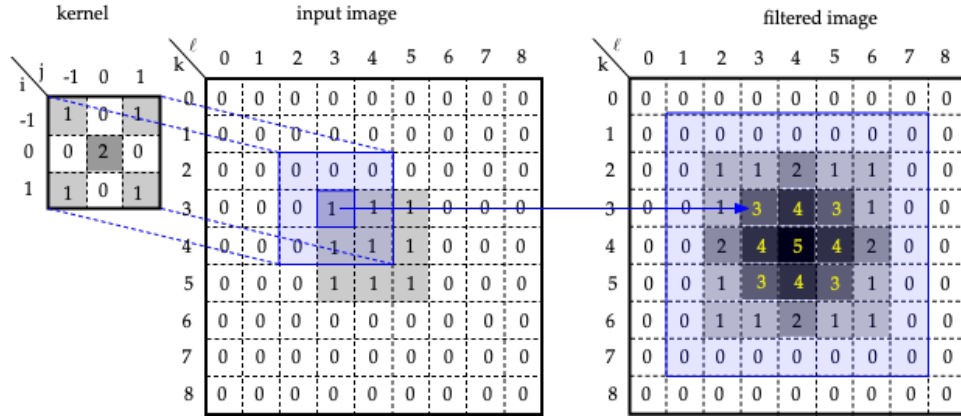 kernel
j
i
-1 0 1
-1 1 0 1
0 0 2 0
1 1 0 1
input image
ℓ
k
0 1 2 3 4 5 6 7 8
0 0 0 0 0 0 0 0 0 0
1 0 0 0 0 0 0 0 0 0
2 0 0 0 0 0 0 0 0 0
3 0 0 0 1 1 1 0 0 0
4 0 0 0 1 1 1 0 0 0
5 0 0 0 1 1 1 0 0 0
6 0 0 0 0 0 0 0 0 0
7 0 0 0 0 0 0 0 0 0
8 0 0 0 0 0 0 0 0 0
filtered image
ℓ
k
0 1 2 3 4 5 6 7 8
0 0 0 0 0 0 0 0 0 0
1 0 0 0 0 0 0 0 0 0
2 0 0 1 1 2 1 1 0 0
3 0 0 1 3 4 3 1 0 0
4 0 0 2 4 5 4 2 0 0
5 0 0 1 3 4 3 1 0 0
6 0 0 1 1 2 1 1 0 0
7 0 0 0 0 0 0 0 0 0
8 0 0 0 0 0 0 0 0 0